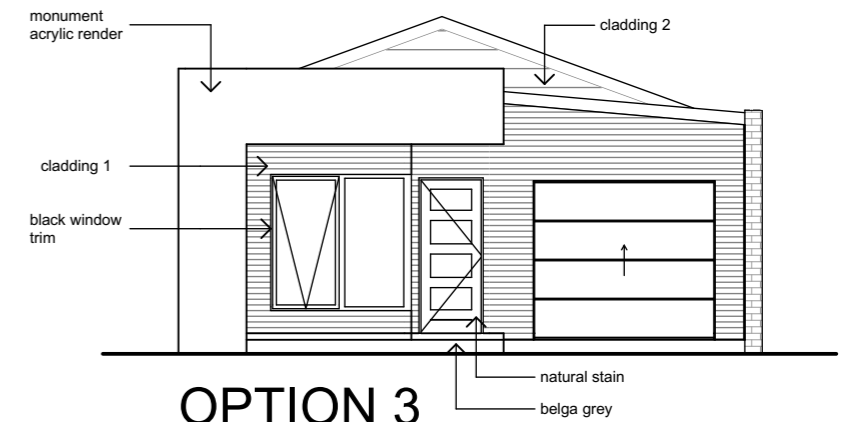 monument
acrylic render
cladding 2
cladding 1
black window
trim
natural stain
belga grey
OPTION 3